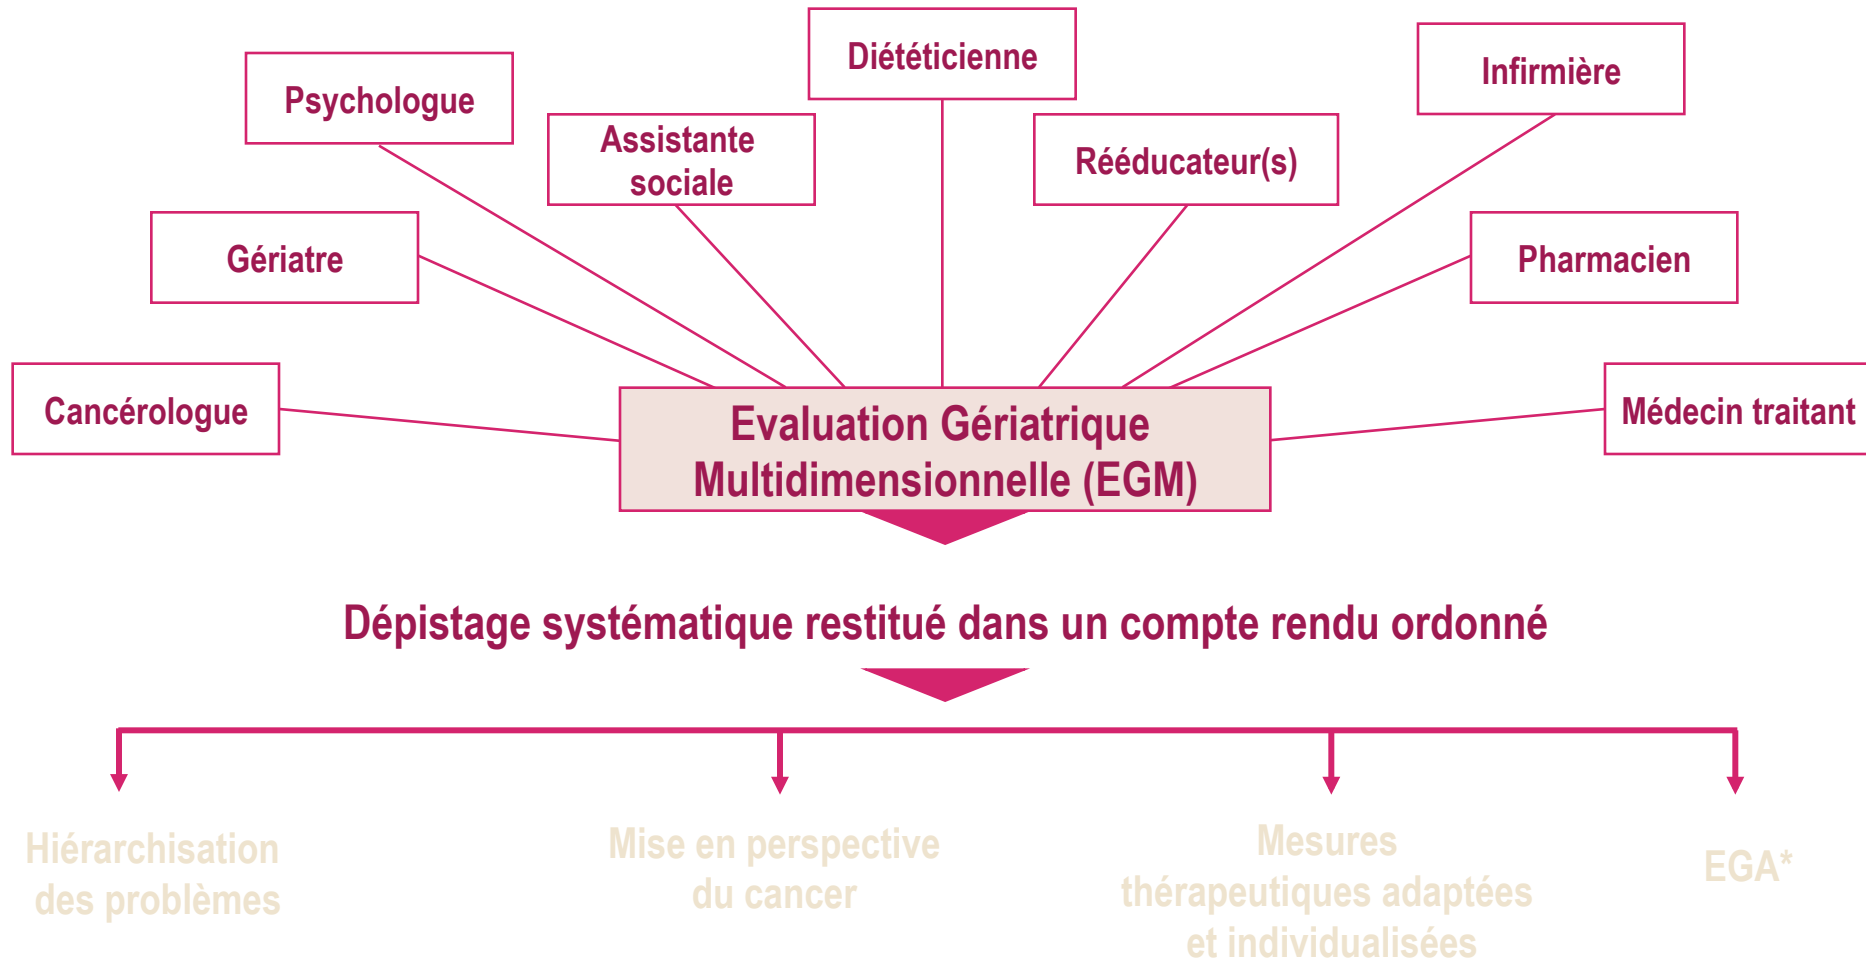 Diététicienne
Infirmière
Psychologue
Assistante
sociale
Rééducateur(s)
Gériatre
Pharmacien
Cancérologue
Médecin traitant
Evaluation Gériatrique
Multidimensionnelle (EGM)
Dépistage systématique restitué dans un compte rendu ordonné
Hiérarchisation
des problèmes
Mise en perspective
du cancer
Mesures
thérapeutiques adaptées
et individualisées
EGA*